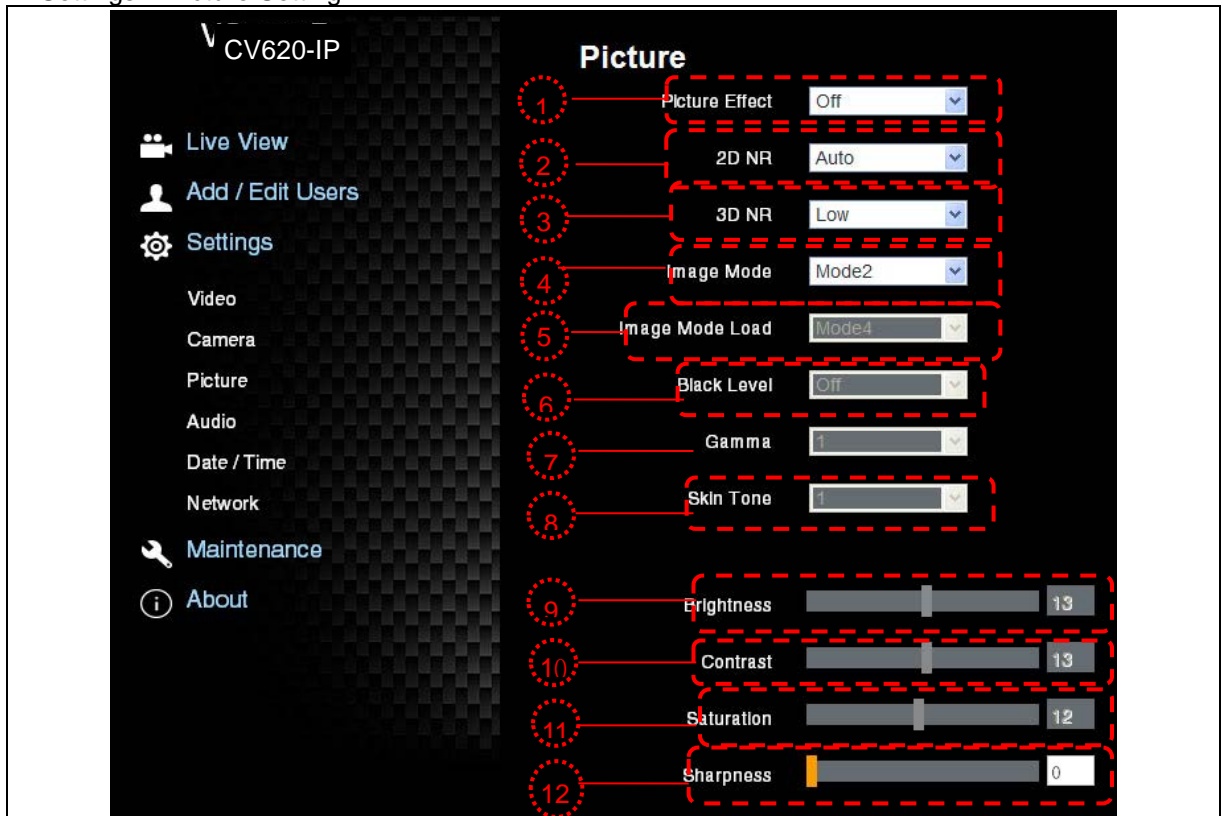 CV620-IP
Live View
Add / Edit Users
Settings
Video
Camera
Picture
Audio
Date / Time
Network
Maintenance
About
Picture
1 Picture Effect Off
2 2D NR Auto
3 3D NR Low
4 Image Mode Mode2
5 Image Mode Load Mode4
6 Black Level Off
7 Gamma 1
8 Skin Tone 1
9 Brightness 13
10 Contrast 13
11 Saturation 12
12 Sharpness 0